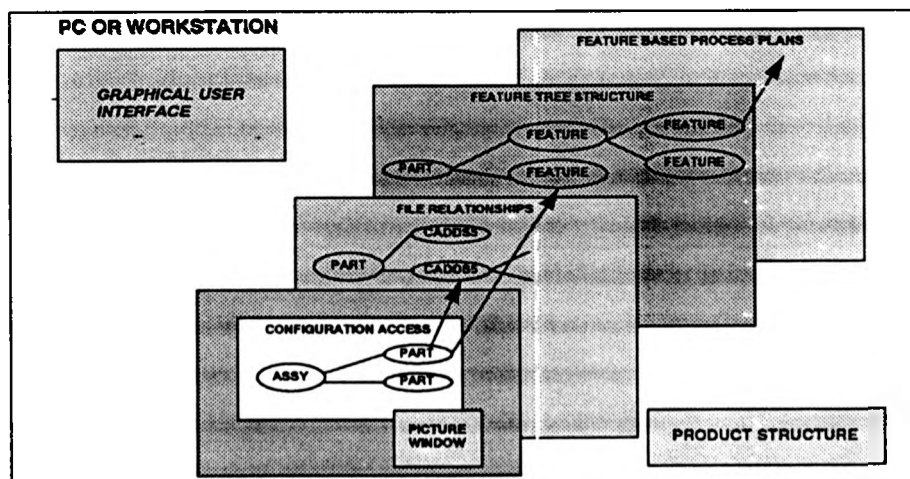 PC OR WORKSTATION
GRAPHICAL USER
INTERFACE
FEATURE BASED PROCESS PLANS
FEATURE TREE STRUCTURE
FEATURE
FEATURE
PART
FEATURE
FEATURE
FILE RELATIONSHIPS
CADDS5
PART
CADDS5
CONFIGURATION ACCESS
PART
ASSY
PART
PICTURE
WINDOW
PRODUCT STRUCTURE